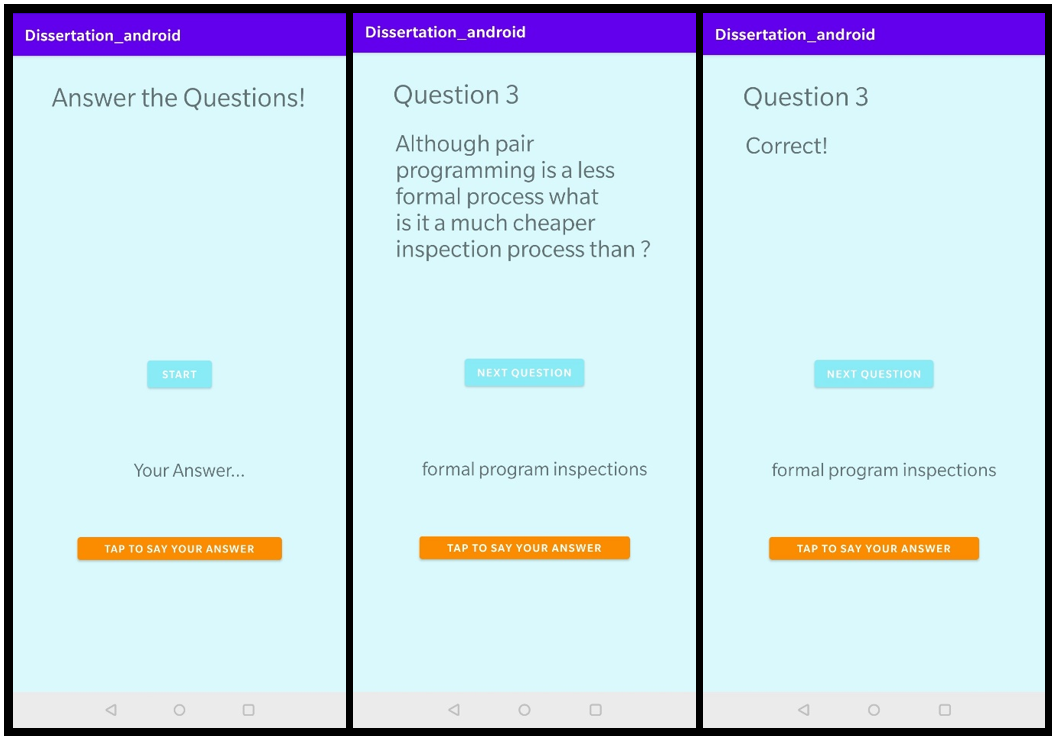 Dissertation_android
Answer the Questions!
START
Your Answer...
TAP TO SAY YOUR ANSWER
Dissertation_android
Question 3
Although pair
programming is a less
formal process what
is it a much cheaper
inspection process than ?
NEXT QUESTION
formal program inspections
TAP TO SAY YOUR ANSWER
Dissertation_android
Question 3
Correct!
NEXT QUESTION
formal program inspections
TAP TO SAY YOUR ANSWER